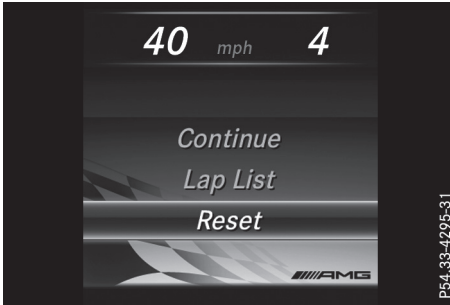 40 mph 4
Continue
Lap List
Reset
AMG
P54.33-4295-31